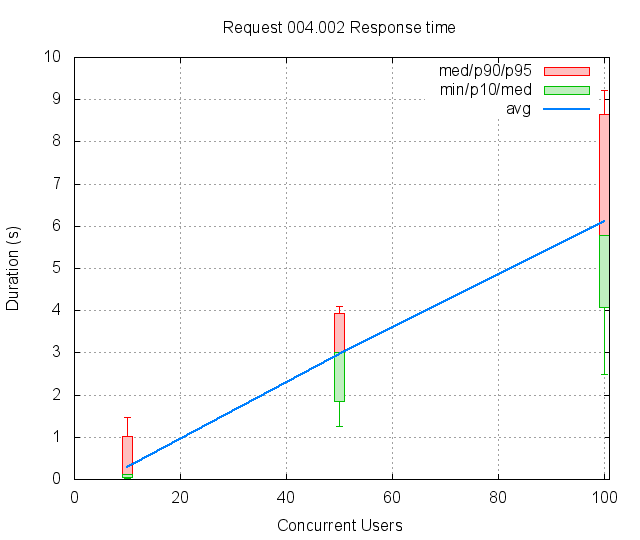 Request 004.002 Response time
10
9
8
7
6
5
4
3
2
1
0
Duration (s)
med/p90/p95
min/p10/med
avg
0 20 40 60 80 100
Concurrent Users